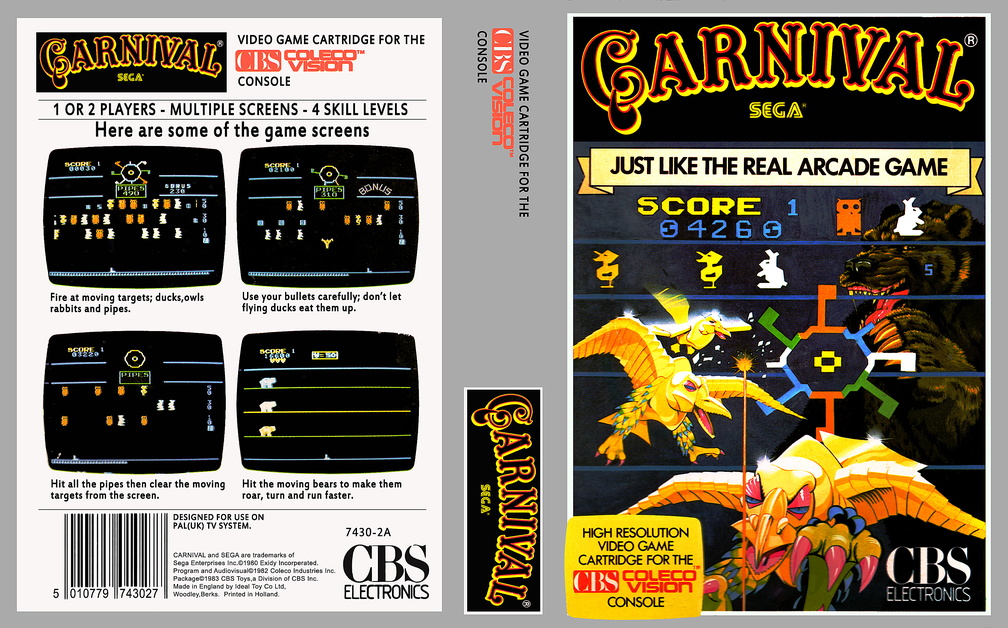 CARNIVAL®
SEGA®
VIDEO GAME CARTRIDGE FOR THE
CBS COLECO VISION™
CONSOLE
1 OR 2 PLAYERS - MULTIPLE SCREENS - 4 SKILL LEVELS
Here are some of the game screens
SCORE 1
00030
PIPES
490
BONUS
230
SCORE 1
02100
PIPES
310
BONUS
Fire at moving targets; ducks,owls
rabbits and pipes.
Use your bullets carefully; don't let
flying ducks eat them up.
SCORE 1
03220
PIPES
SCORE 1
16600
Hit all the pipes then clear the moving
targets from the screen.
Hit the moving bears to make them
roar, turn and run faster.
5 010779 743027
DESIGNED FOR USE ON
PAL(UK) TV SYSTEM.
CARNIVAL and SEGA are trademarks of
Sega Enterprises Inc.©1980 Exidy Incorporated.
Program and Audiovisual©1982 Coleco Industries Inc.
Package©1983 CBS Toys,a Division of CBS Inc.
Made in England by Ideal Toy Co Ltd,
Woodley,Berks. Printed in Holland.
7430-2A
CBS
ELECTRONICS
VIDEO GAME CARTRIDGE FOR THE
CBS COLECO VISION™
CONSOLE
CARNIVAL®
SEGA®
CARNIVAL®
SEGA®
JUST LIKE THE REAL ARCADE GAME
SCORE 1
04260
5
HIGH RESOLUTION
VIDEO GAME
CARTRIDGE FOR THE
CBS COLECO VISION™
CONSOLE
CBS
ELECTRONICS